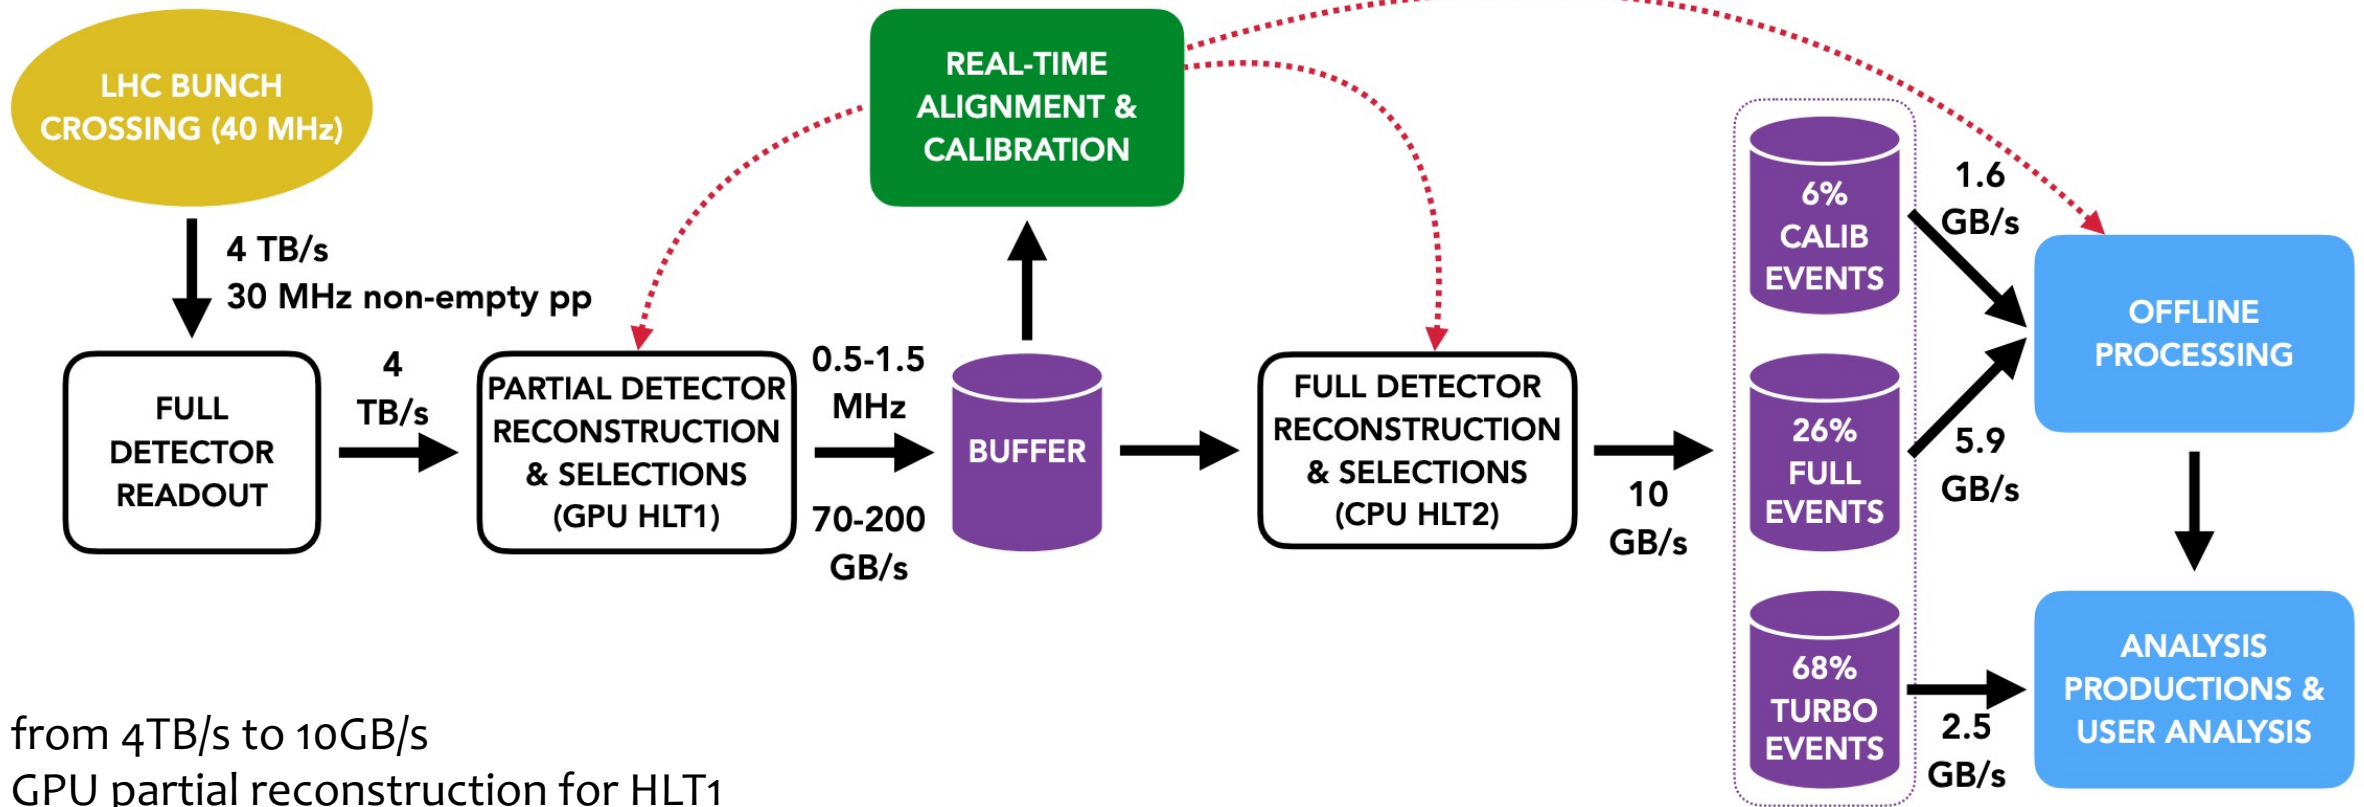 LHC BUNCH
CROSSING (40 MHz)
4 TB/s
30 MHz non-empty pp
FULL
DETECTOR
READOUT
4
TB/s
PARTIAL DETECTOR
RECONSTRUCTION
& SELECTIONS
(GPU HLT1)
0.5-1.5
MHz
70-200
GB/s
REAL-TIME
ALIGNMENT &
CALIBRATION
BUFFER
FULL DETECTOR
RECONSTRUCTION
& SELECTIONS
(CPU HLT2)
10
GB/s
6%
CALIB
EVENTS
1.6
GB/s
26%
FULL
EVENTS
5.9
GB/s
68%
TURBO
EVENTS
2.5
GB/s
OFFLINE
PROCESSING
ANALYSIS
PRODUCTIONS &
USER ANALYSIS
from 4TB/s to 10GB/s
GPU partial reconstruction for HLT1